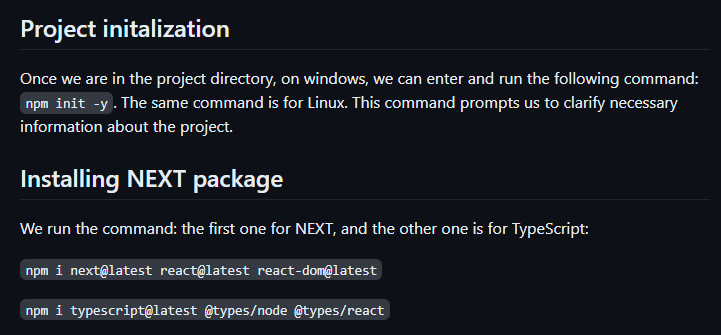 Project initalization
Once we are in the project directory, on windows, we can enter and run the following command:
npm init -y. The same command is for Linux. This command prompts us to clarify necessary
information about the project.
Installing NEXT package
We run the command: the first one for NEXT, and the other one is for TypeScript:
npm i next@latest react@latest react-dom@latest
npm i typescript@latest @types/node @types/react